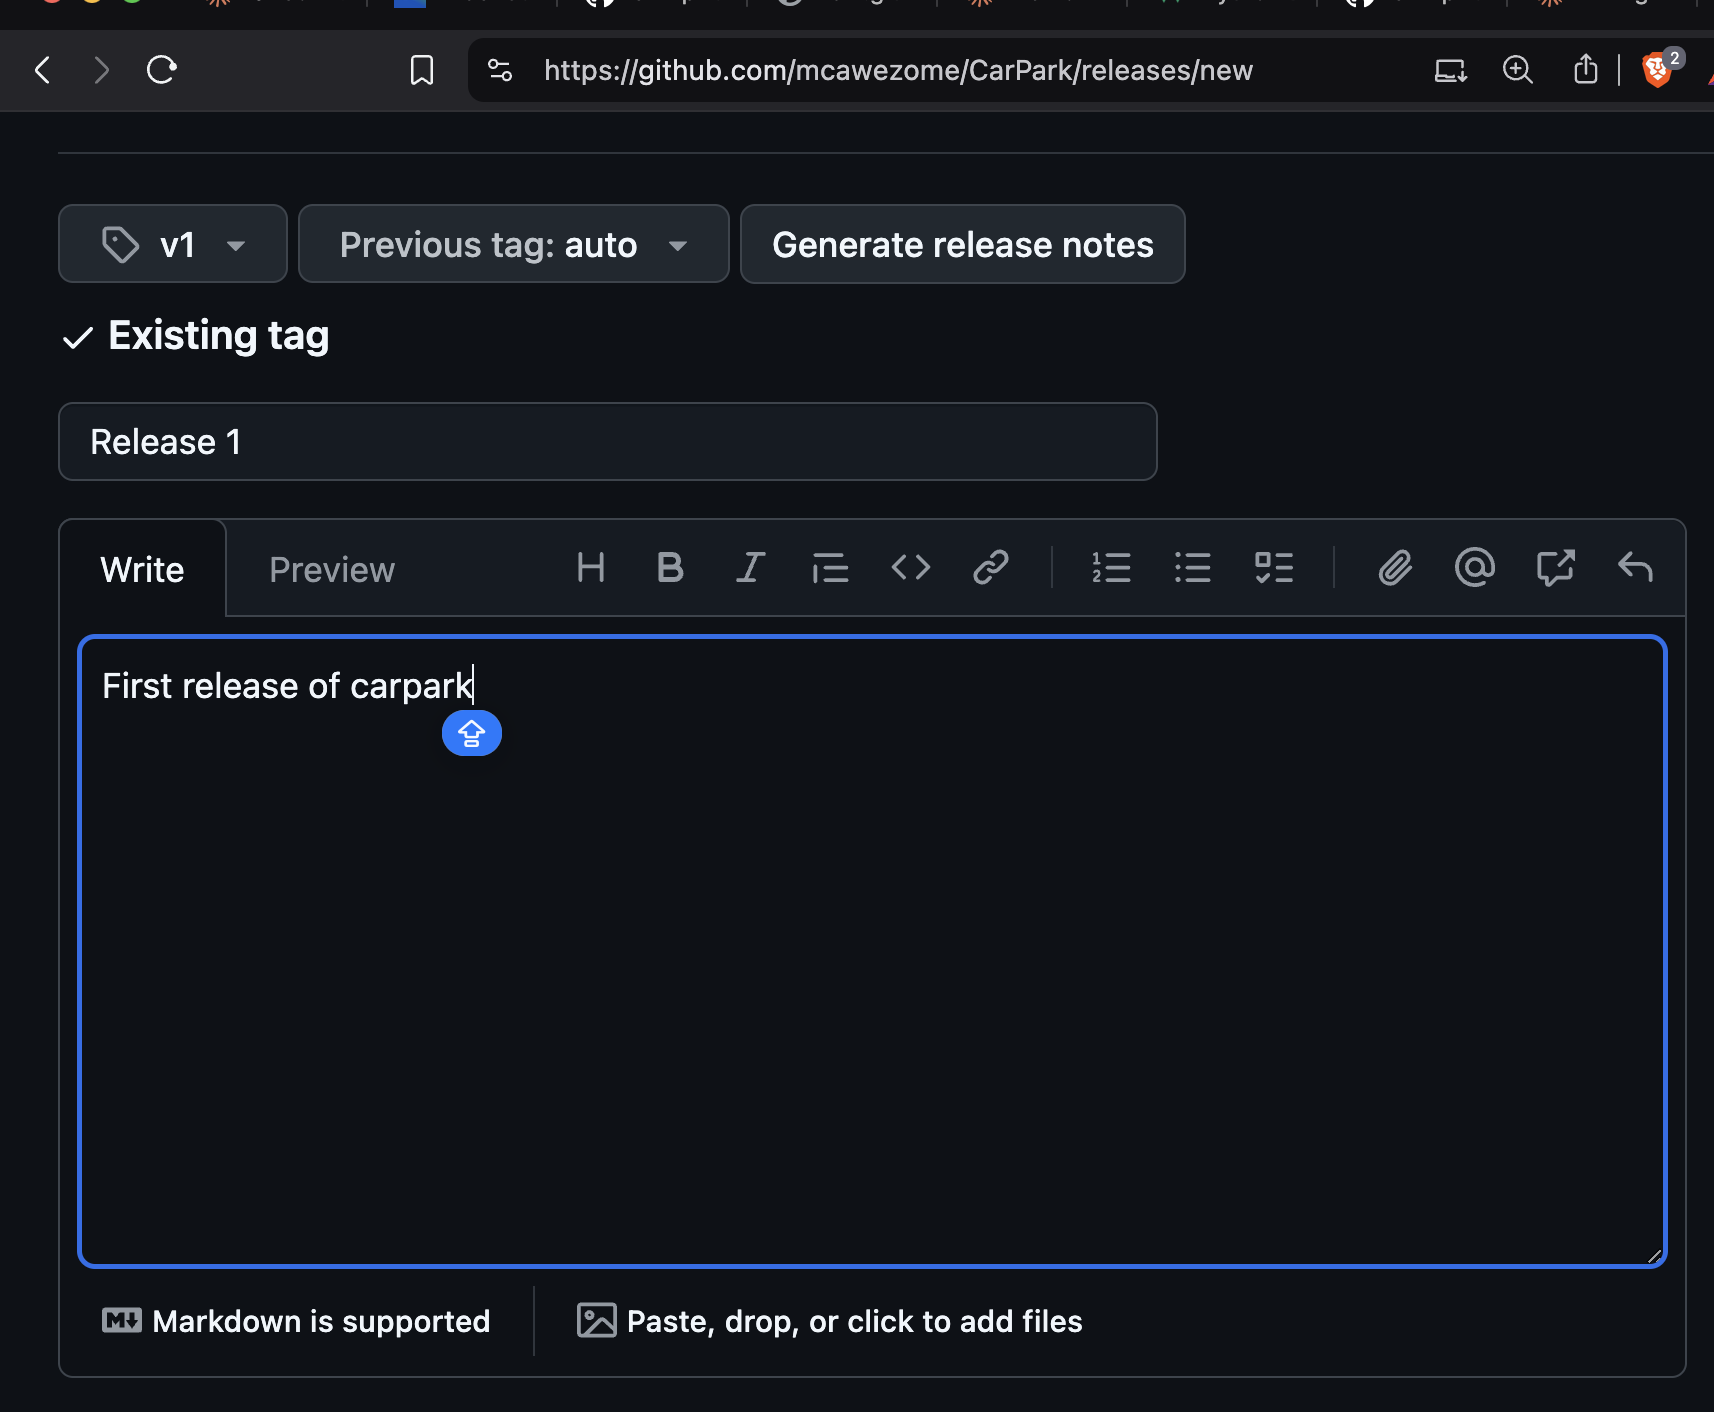 https://github.com/mcawezome/CarPark/releases/new
2
v1
Previous tag: auto
Generate release notes
Existing tag
Release 1
Write
Preview
First release of carpark
Markdown is supported
Paste, drop, or click to add files